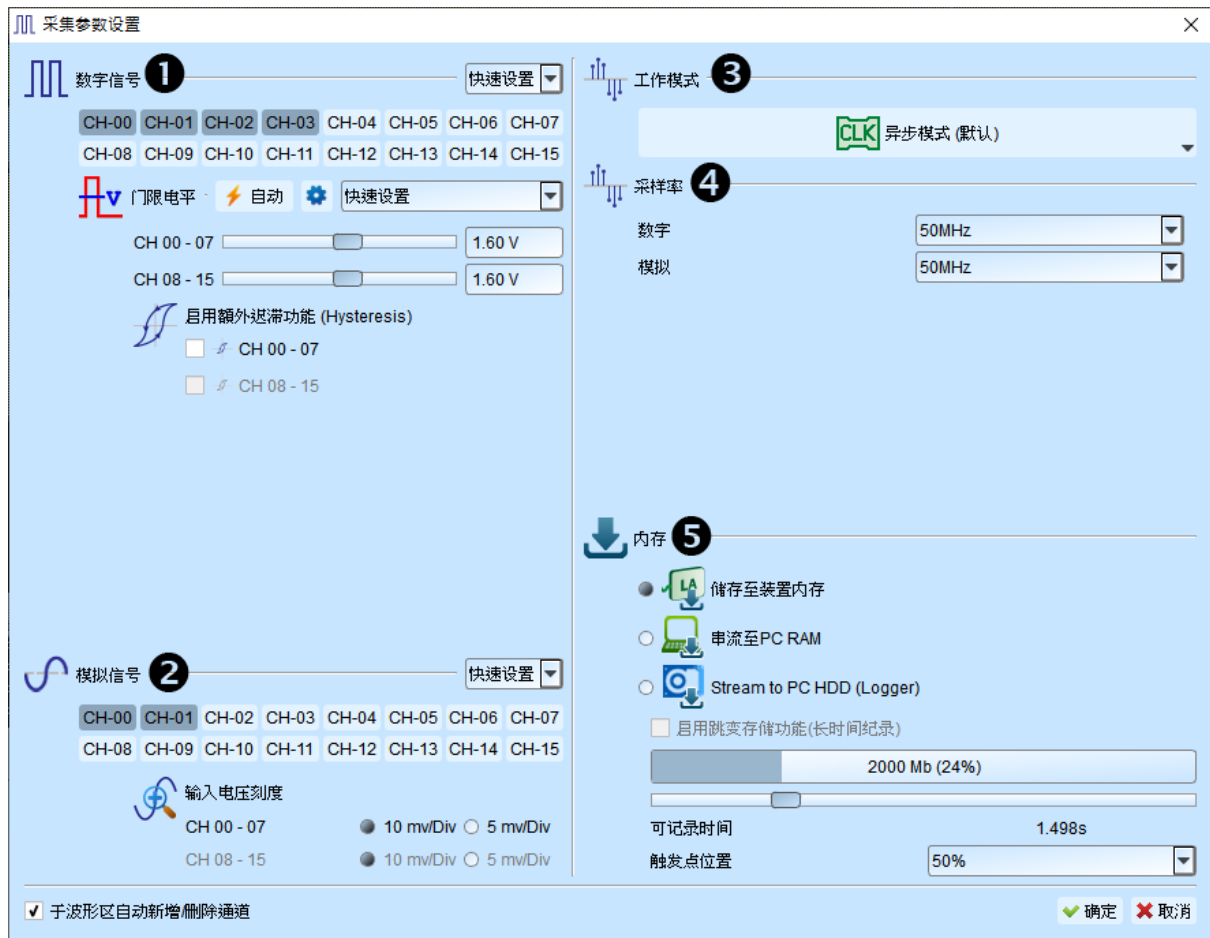 采集参数设置
数字信号 1 快速设置
CH-00 CH-01 CH-02 CH-03 CH-04 CH-05 CH-06 CH-07
CH-08 CH-09 CH-10 CH-11 CH-12 CH-13 CH-14 CH-15
V 门限电平 自动 快速设置
CH 00 - 07 1.60 V
CH 08 - 15 1.60 V
启用額外迟滞功能 (Hysteresis)
CH 00 - 07
CH 08 - 15
模拟信号 2 快速设置
CH-00 CH-01 CH-02 CH-03 CH-04 CH-05 CH-06 CH-07
CH-08 CH-09 CH-10 CH-11 CH-12 CH-13 CH-14 CH-15
输入电压刻度
CH 00 - 07 10 mv/Div 5 mv/Div
CH 08 - 15 10 mv/Div 5 mv/Div
工作模式 3
CLK 异步模式 (默认)
采样率 4
数字 50MHz
模拟 50MHz
内存 5
LA 储存至装置内存
串流至PC RAM
Stream to PC HDD (Logger)
启用跳变存储功能(长时间纪录)
2000 Mb (24%)
可记录时间 1.498s
触发点位置 50%
于波形区自动新增/删除通道
确定 取消